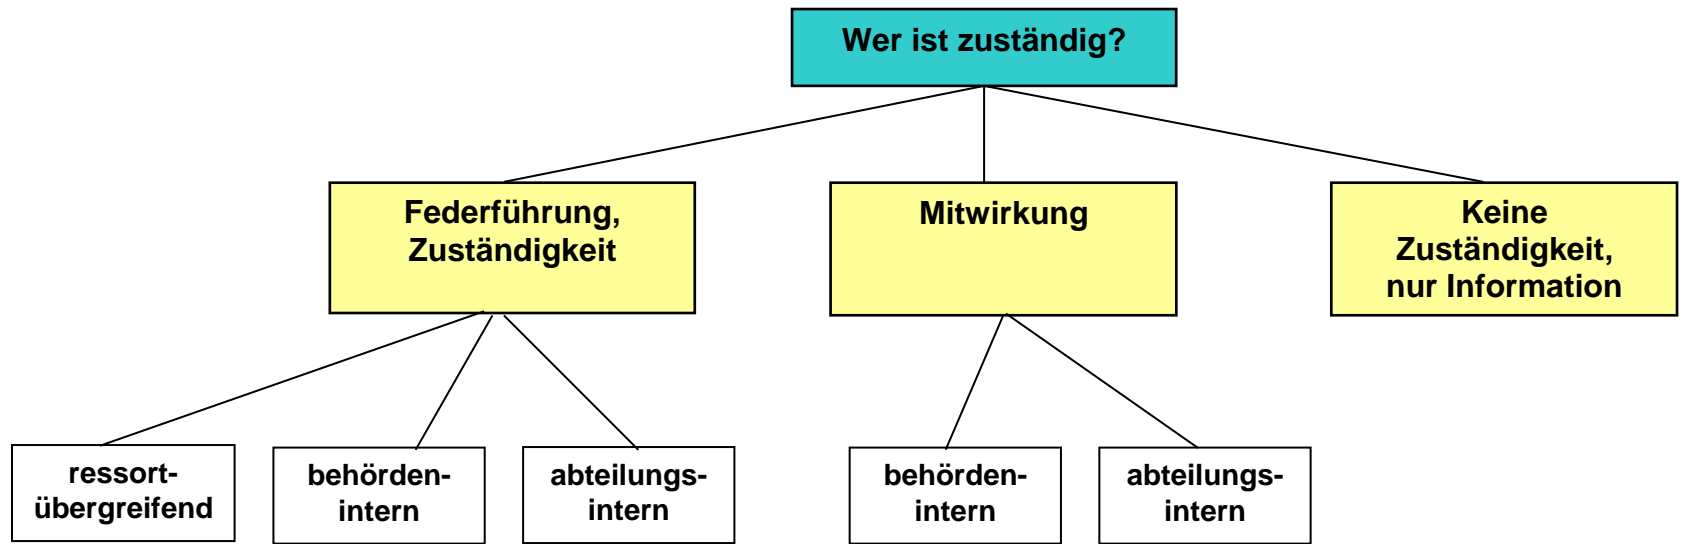 Wer ist zuständig?
Federführung,
Zuständigkeit
Mitwirkung
Keine
Zuständigkeit,
nur Information
ressort-
übergreifend
behörden-
intern
abteilungs-
intern
behörden-
intern
abteilungs-
intern